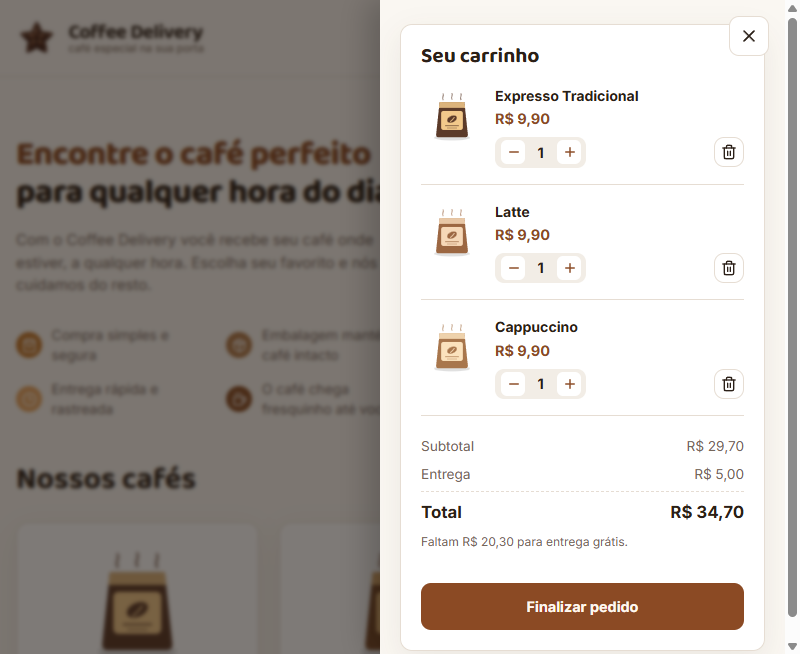 Coffee Delivery
café especial na sua porta
Encontre o café perfeito
para qualquer hora do dia
Com o Coffee Delivery você recebe seu café onde
estiver, a qualquer hora. Escolha seu favorito e nós
cuidamos do resto.
Compra simples e
segura
Embalagem
café intacto
Entrega rápida e
rastreada
O café chega
fresquinho até
Nossos cafés
Seu carrinho
Expresso Tradicional
R$ 9,90
− 1 +
Latte
R$ 9,90
− 1 +
Cappuccino
R$ 9,90
− 1 +
Subtotal R$ 29,70
Entrega R$ 5,00
Total R$ 34,70
Faltam R$ 20,30 para entrega grátis.
Finalizar pedido